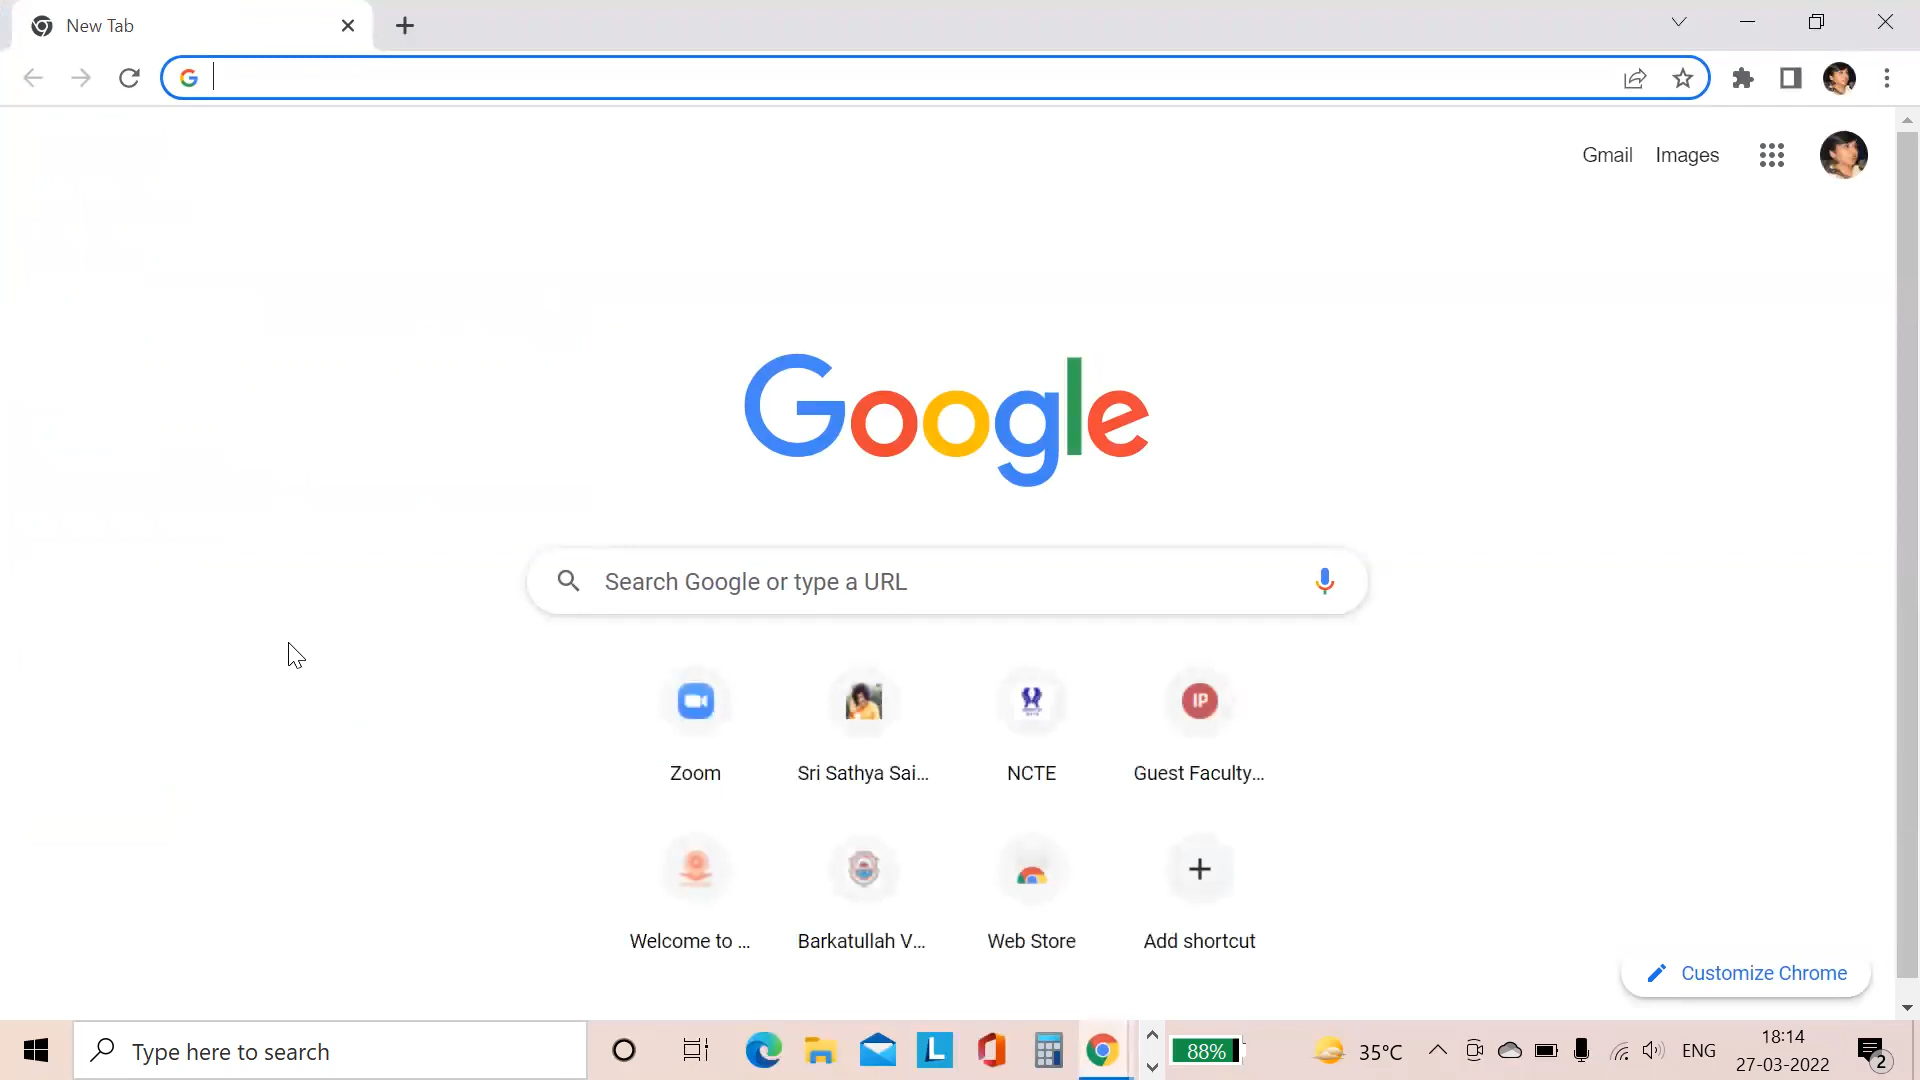 New Tab
Gmail Images
Google
Search Google or type a URL
Zoom
Sri Sathya Sai...
NCTE
IP
Guest Faculty...
Welcome to ...
Barkatullah V...
Web Store
Add shortcut
Customize Chrome
Type here to search
L
88%
35°C
ENG
18:14
27-03-2022
2